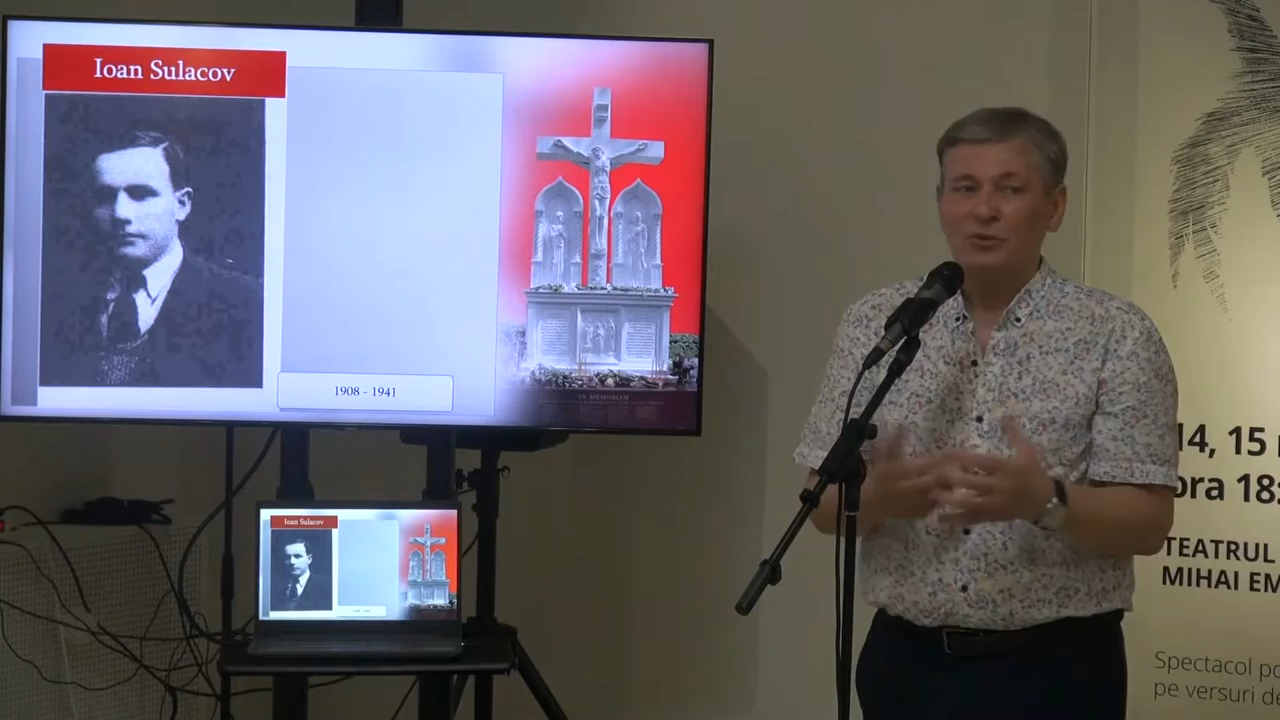 Ioan Sulacov
1908 - 1941
IN MEMORIAM
Ioan Sulacov
14, 15
ora 18:
TEATRUL
MIHAI EM
Spectacol po
pe versuri de